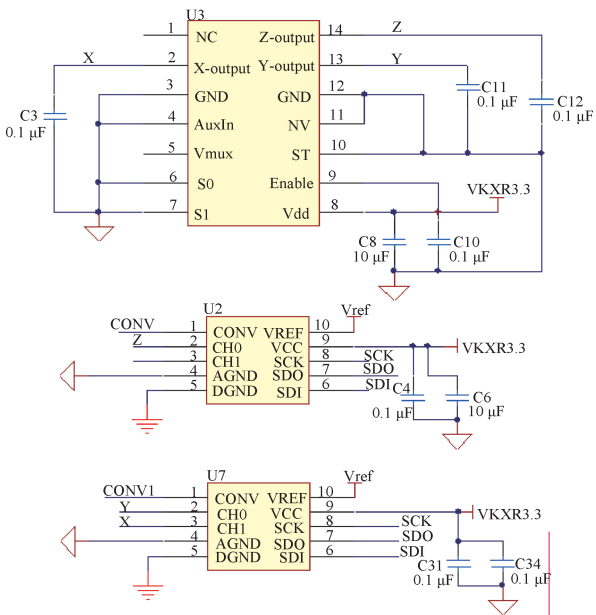 U3
1 NC Z-output 14 Z
X 2 X-output Y-output 13 Y
3 GND GND 12
C3 0.1 μF
4 AuxIn NV 11
C11 0.1 μF
C12 0.1 μF
5 Vmux ST 10
6 S0 Enable 9
7 S1 Vdd 8
VKXR3.3
C8 10 μF
C10 0.1 μF
U2
Vref
CONV 1 CONV VREF 10
Z 2 CH0 VCC 9
VKXR3.3
3 CH1 SCK 8 SCK
4 AGND SDO 7 SDO
5 DGND SDI 6 SDI
C4 0.1 μF
C6 10 μF
U7
Vref
CONV1 1 CONV VREF 10
Y 2 CH0 VCC 9
VKXR3.3
X 3 CH1 SCK 8 SCK
4 AGND SDO 7 SDO
5 DGND SDI 6 SDI
C31 0.1 μF
C34 0.1 μF